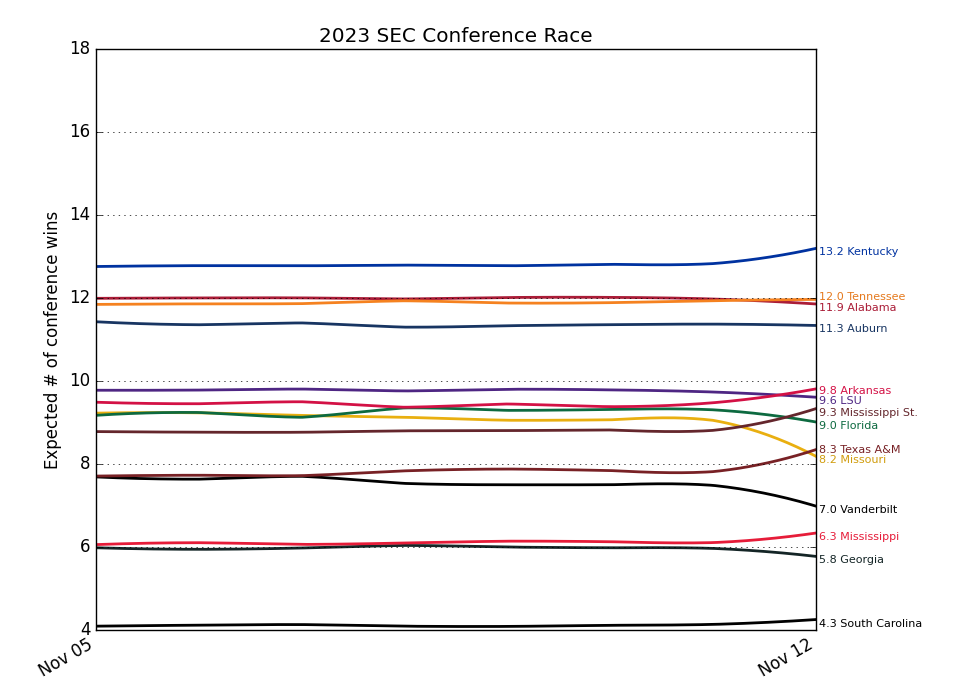 2023 SEC Conference Race
Expected # of conference wins
18
16
14
12
10
8
6
4
Nov 05
Nov 12
13.2 Kentucky
12.0 Tennessee
11.9 Alabama
11.3 Auburn
9.8 Arkansas
9.6 LSU
9.3 Mississippi St.
9.0 Florida
8.3 Texas A&M
8.2 Missouri
7.0 Vanderbilt
6.3 Mississippi
5.8 Georgia
4.3 South Carolina